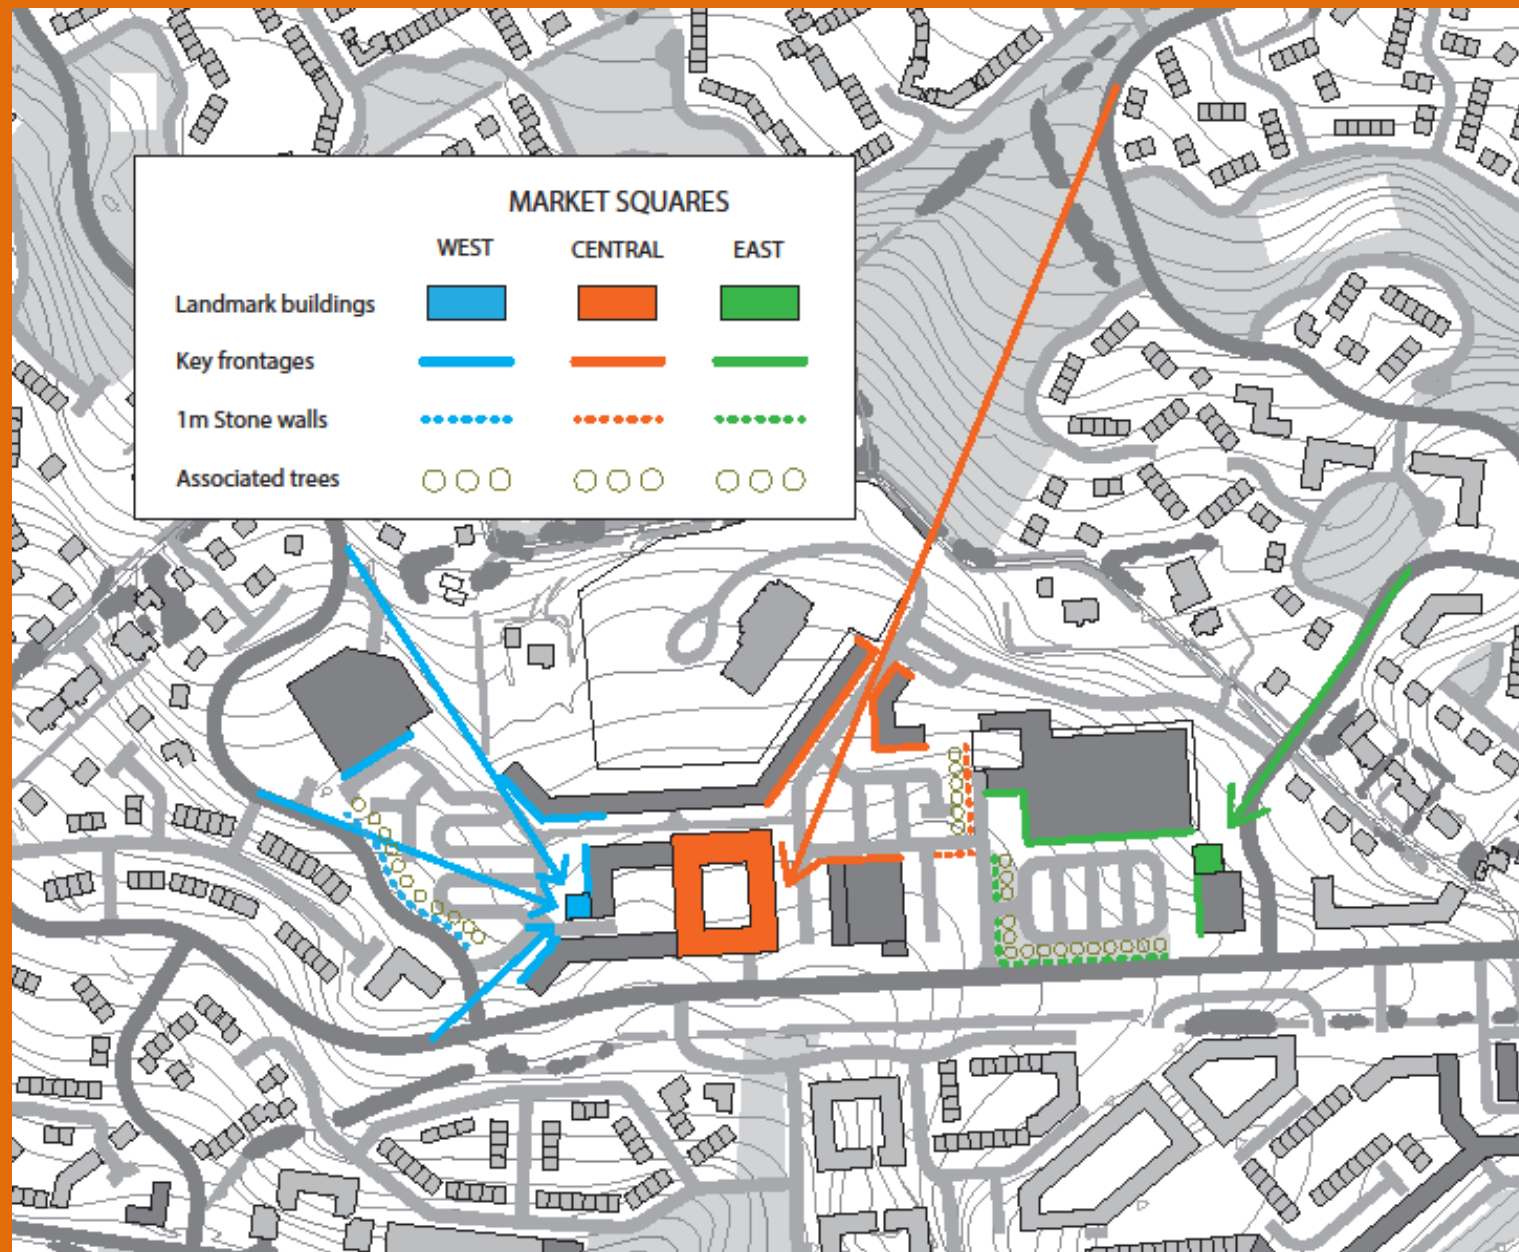 MARKET SQUARES
WEST CENTRAL EAST
Landmark buildings
Key frontages
1m Stone walls
Associated trees